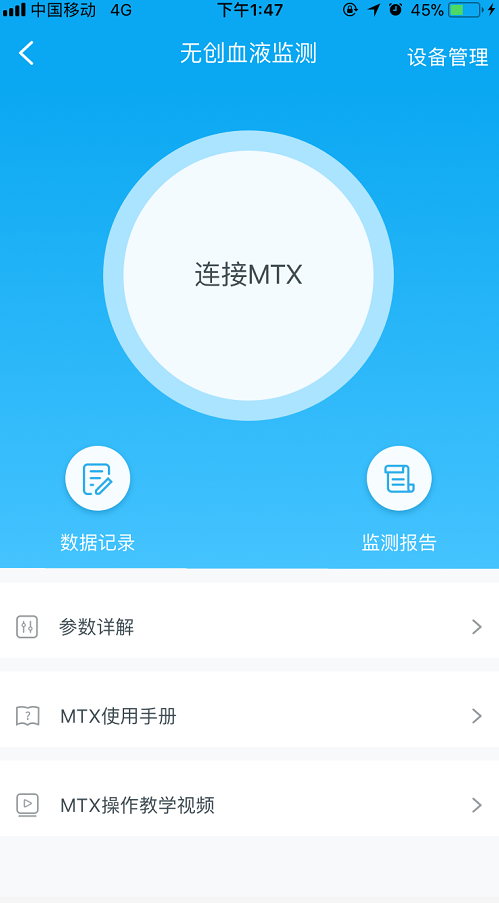 中国移动 4G 下午1:47 45%
无创血液监测 设备管理
连接MTX
数据记录 监测报告
参数详解
MTX使用手册
MTX操作教学视频